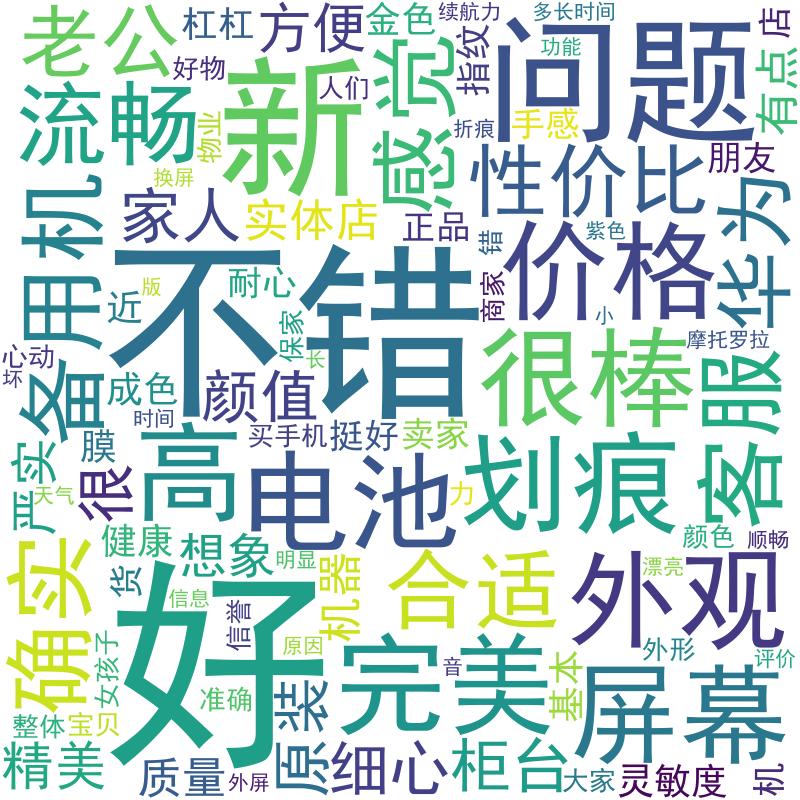 杠杠
方便
金色
续航力
多长时间
店
老公
好物
新
人们
感觉
指纹
功能
问题
有点
流畅
物业
折痕
手感
换屏
性价比
朋友
备用机
家人
实体店
正品
错
紫色
价格
华为
近
版
不错
耐心
商家
小
保家
长
摩托罗拉
心动
坏
成色
颜值
很棒
客服
时间
膜
高
买手机
挺好
卖家
严实
很
天气
电池
力
划痕
健康
想象
明显
机器
合适
颜色
顺畅
确实
货
信息
信誉
外观
漂亮
好
女孩子
准确
原因
完美
音
基本
外形
评价
整体
宝贝
原装
屏幕
精美
质量
外屏
细心
柜台
大家
灵敏度
机